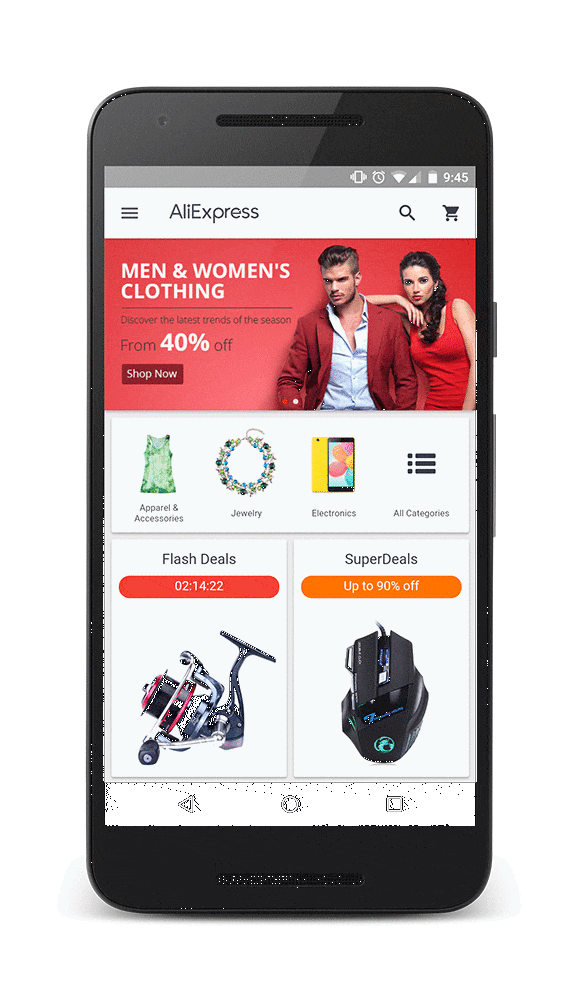 9:45
AliExpress
MEN & WOMEN'S
CLOTHING
Discover the latest trends of the season
From 40% off
Shop Now
Apparel &
Accessories
Jewelry
Electronics
All Categories
Flash Deals
SuperDeals
02:14:22
Up to 90% off